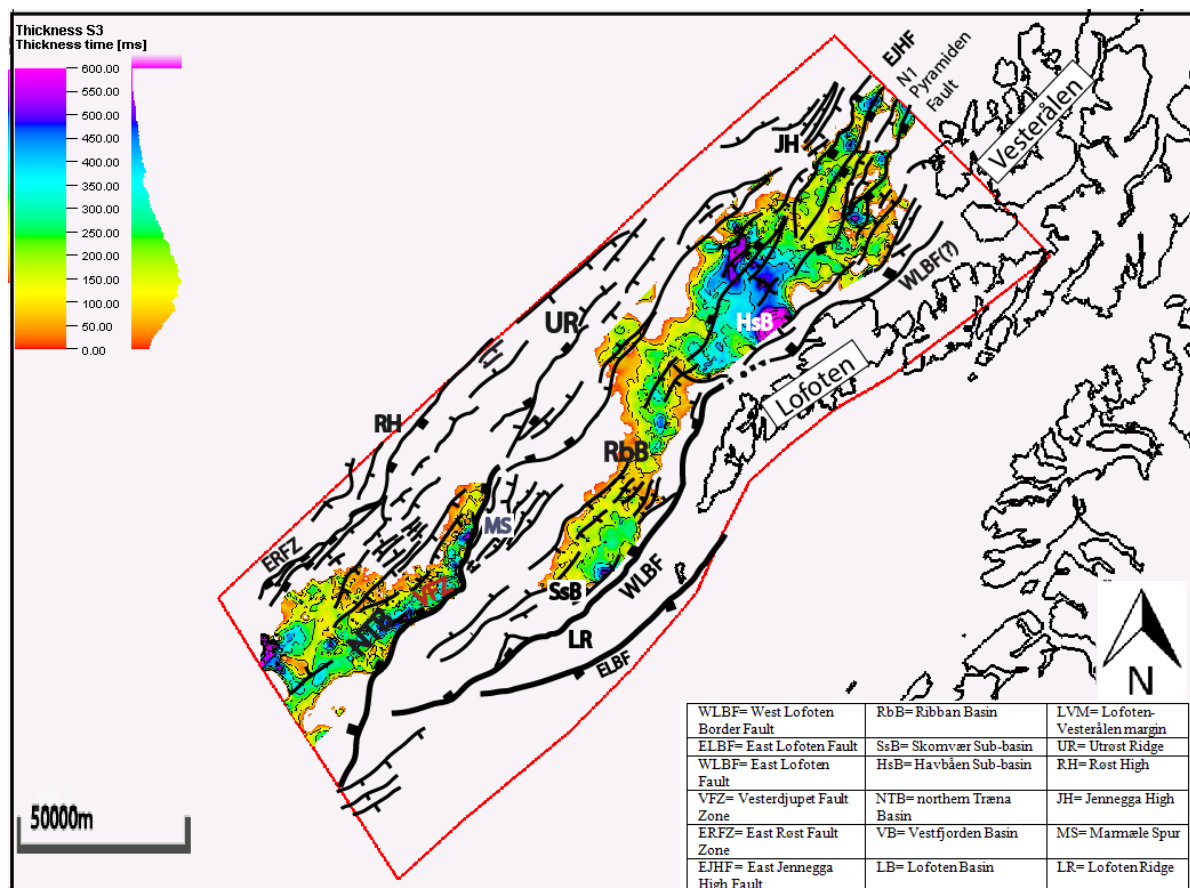 Thickness S3
Thickness time [ms]
600.00
550.00
500.00
450.00
400.00
350.00
300.00
250.00
200.00
150.00
100.00
50.00
0.00
EJHF
N1
Pyramiden
Fault
Vesterålen
JH
WLBF(?)
UR
HsB
Lofoten
RH
RbB
MS
ERFZ
VFZ
NTB
SsB
WLBF
LR
ELBF
N
50000m
WLBF= West Lofoten
Border Fault
RbB= Ribban Basin
LVM= Lofoten-
Vesterålen margin
ELBF= East Lofoten Fault
SsB= Skomvær Sub-basin
UR= Utrøst Ridge
WLBF= East Lofoten
Fault
HsB= Havbåen Sub-basin
RH= Røst High
VFZ= Vesterdjupet Fault
Zone
NTB= northern Træna
Basin
JH= Jennegga High
ERFZ= East Røst Fault
Zone
VB= Vestfjorden Basin
MS= Marmæle Spur
EJHF= East Jennegga
High Fault
LB= Lofoten Basin
LR= Lofoten Ridge